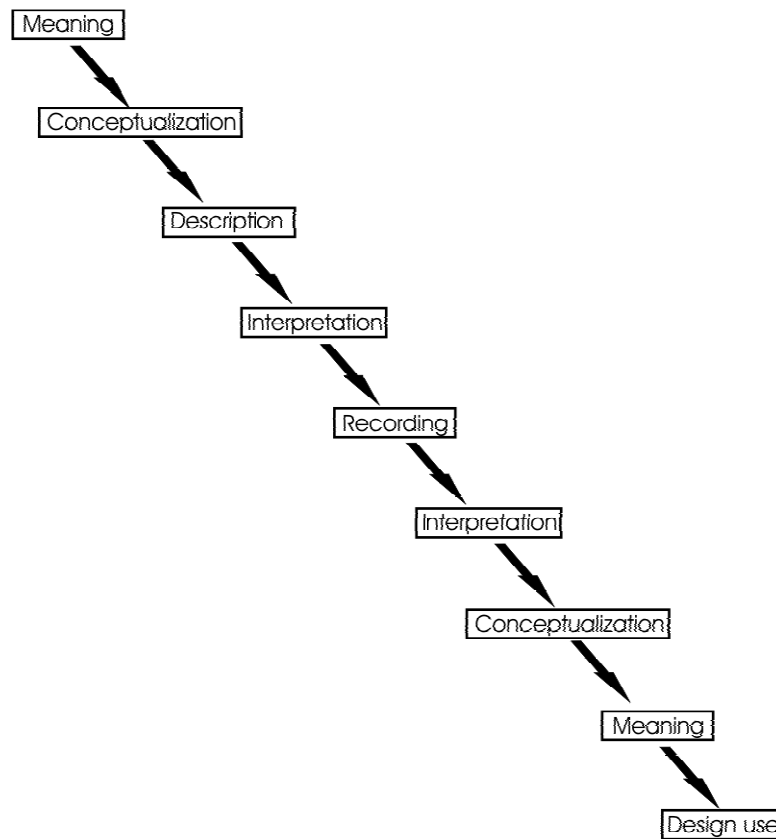 Meaning
Conceptualization
Description
Interpretation
Recording
Interpretation
Conceptualization
Meaning
Design use